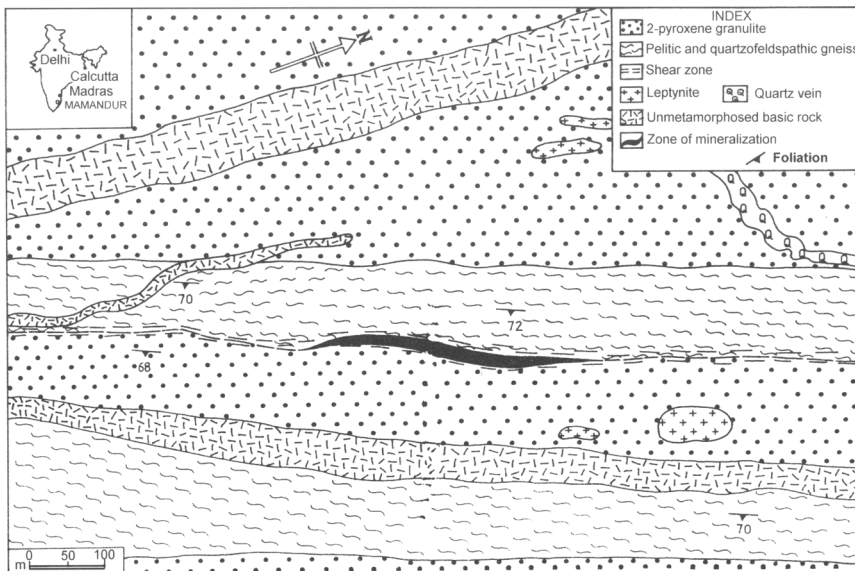 Delhi
Calcutta
Madras
MAMANDUR
N
INDEX
2-pyroxene granulite
Pelitic and quartzofeldspathic gneiss
Shear zone
Leptynite
Quartz vein
Unmetamorphosed basic rock
Zone of mineralization
Foliation
70
72
68
70
0 50 100
m